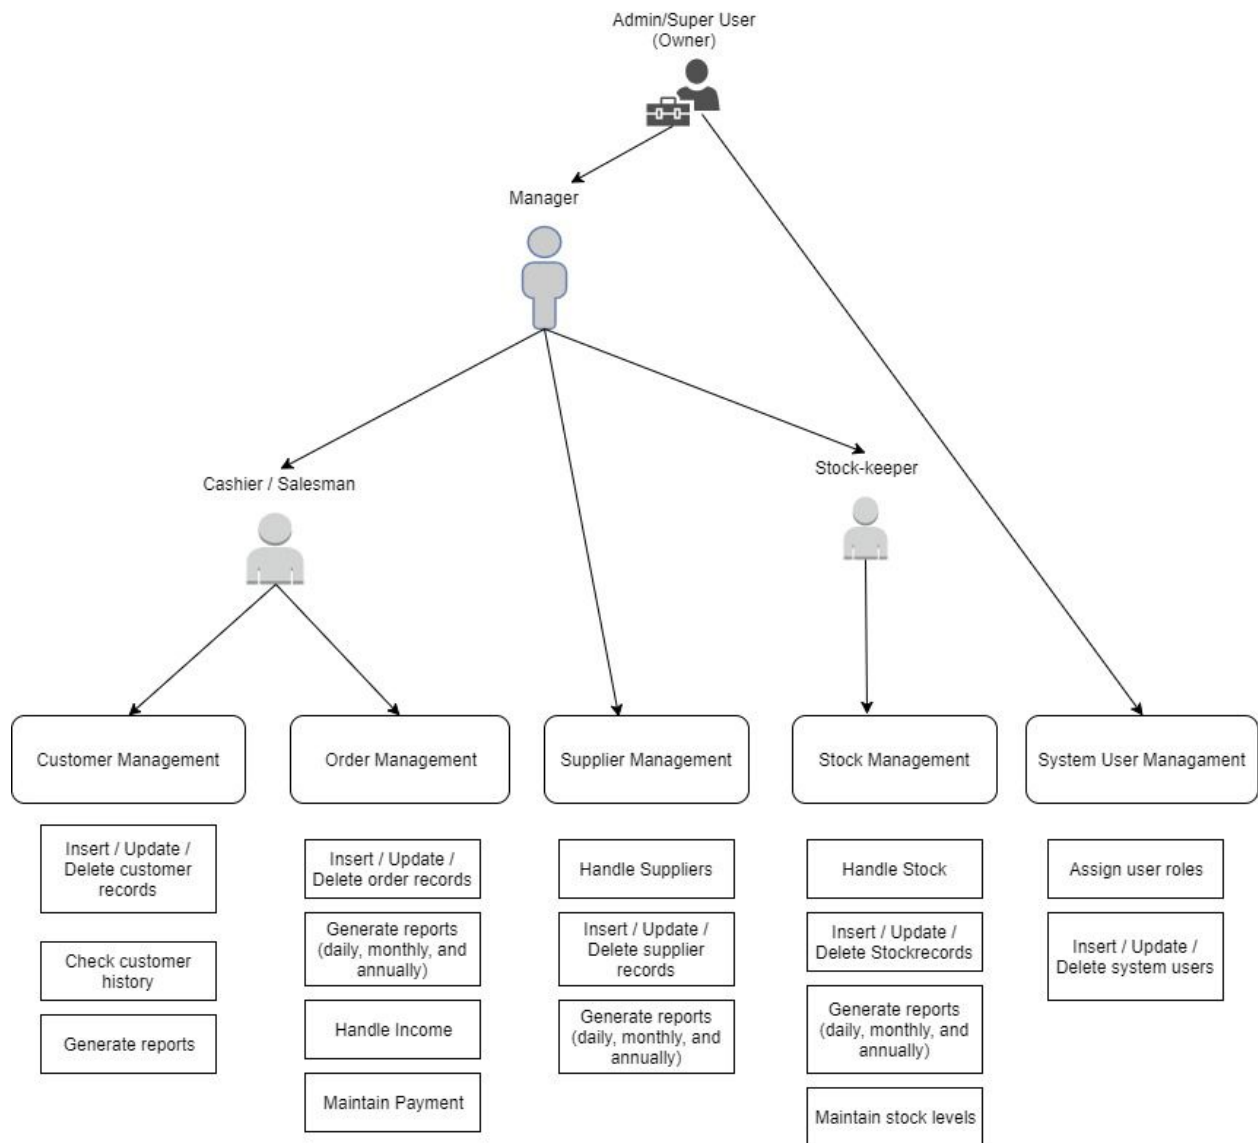 Admin/Super User
(Owner)
Manager
Cashier / Salesman
Stock-keeper
Customer Management
Order Management
Supplier Management
Stock Management
System User Managament
Insert / Update /
Delete customer
records
Check customer
history
Generate reports
Insert / Update /
Delete order records
Generate reports
(daily, monthly, and
annually)
Handle Income
Maintain Payment
Handle Suppliers
Insert / Update /
Delete supplier
records
Generate reports
(daily, monthly, and
annually)
Handle Stock
Insert / Update /
Delete Stockrecords
Generate reports
(daily, monthly, and
annually)
Maintain stock levels
Assign user roles
Insert / Update /
Delete system users